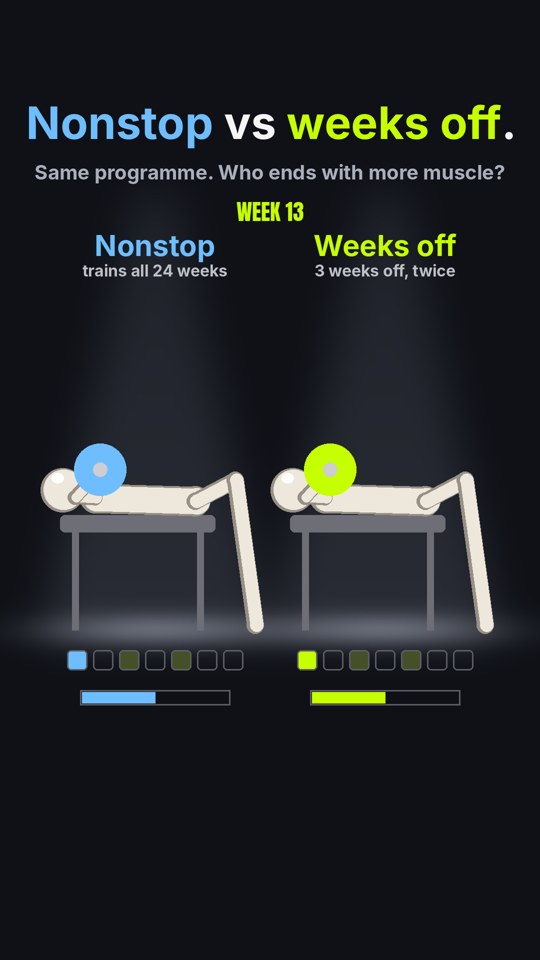 Nonstop vs weeks off.
Same programme. Who ends with more muscle?
WEEK 13
Nonstop
trains all 24 weeks
Weeks off
3 weeks off, twice